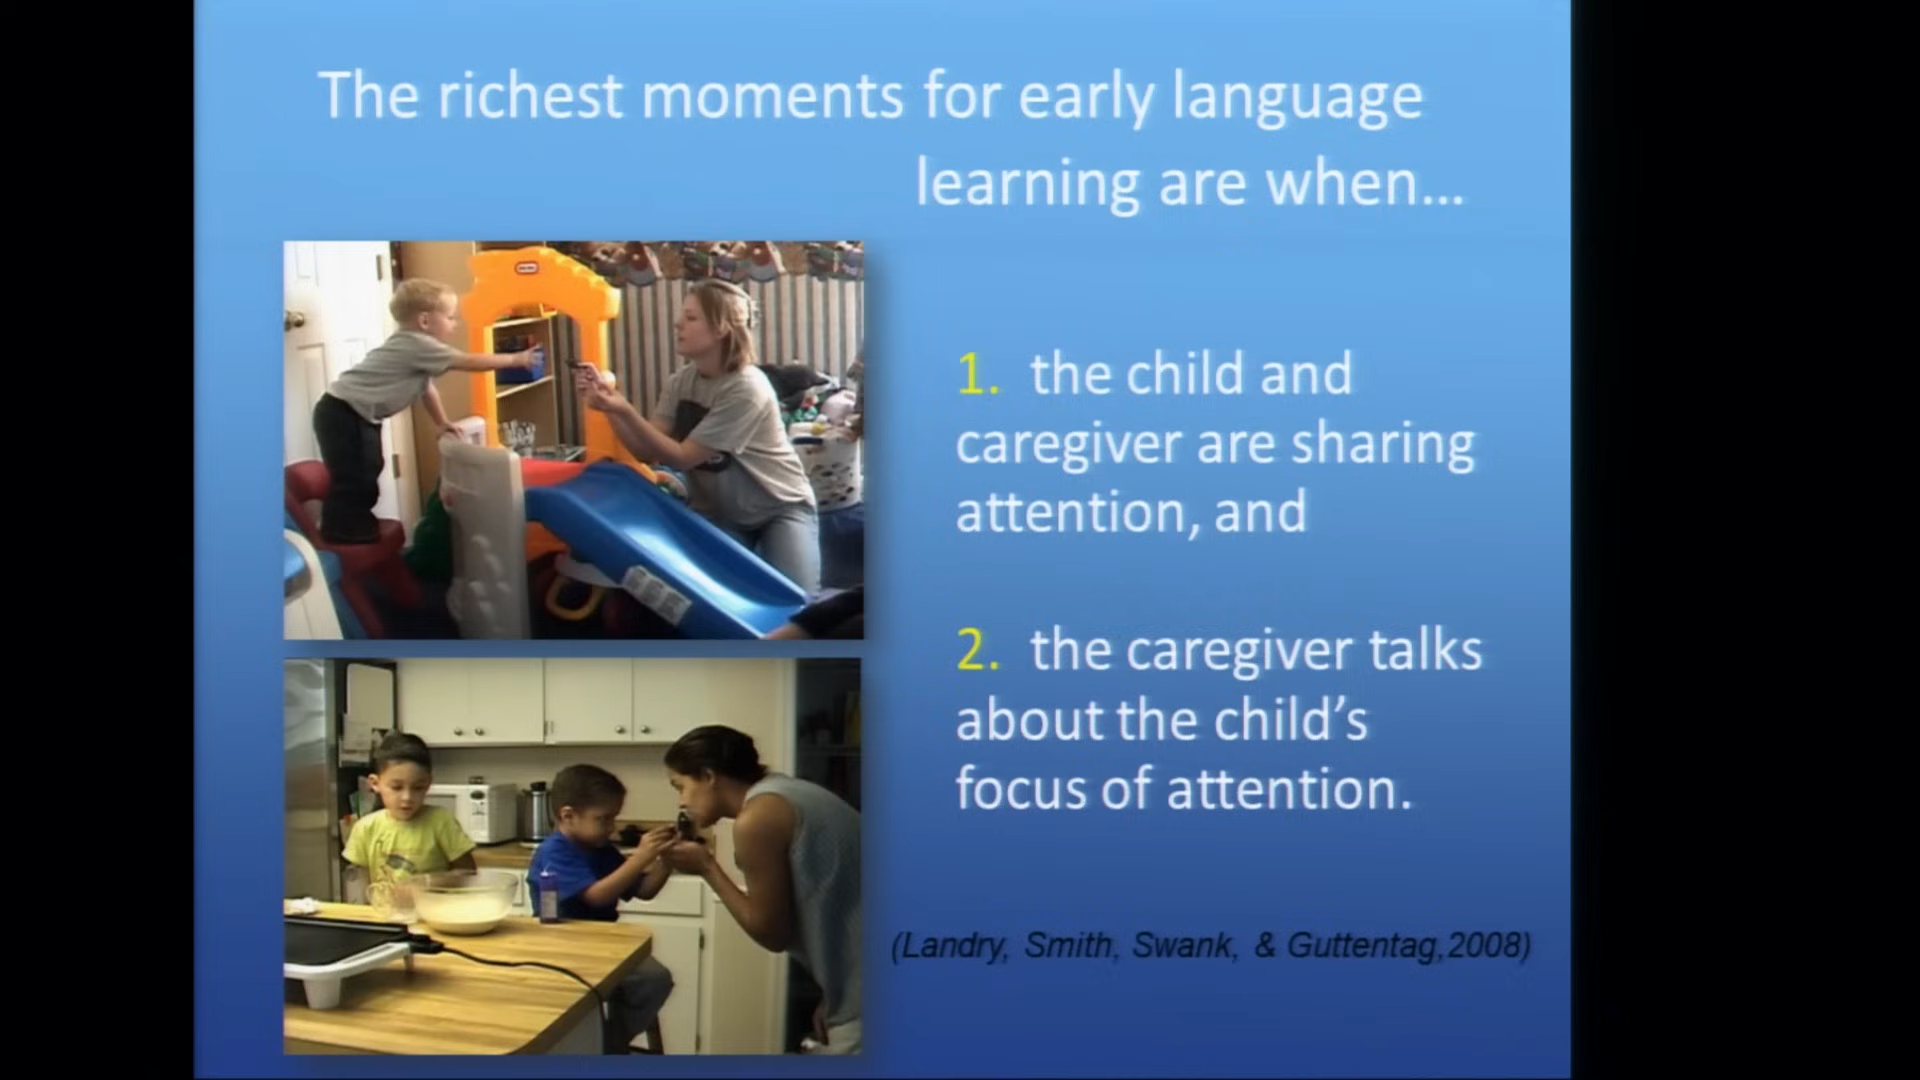 The richest moments for early language
learning are when...
1. the child and
caregiver are sharing
attention, and
2. the caregiver talks
about the child's
focus of attention.
(Landry, Smith, Swank, & Guttentag,2008)